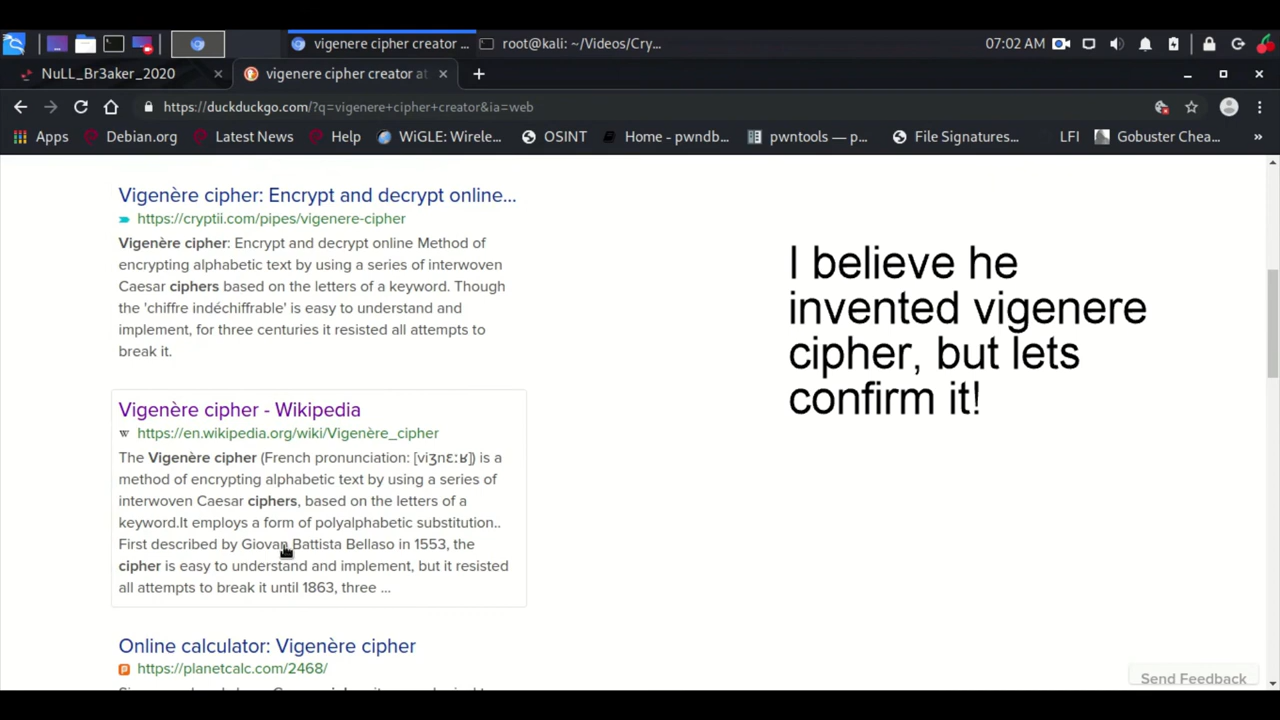 vigenere cipher creator ...
root@kali: ~/Videos/Cry...
07:02 AM
NuLL_Br3aker_2020
vigenere cipher creator at
https://duckduckgo.com/?q=vigenere+cipher+creator&ia=web
Apps
Debian.org
Latest News
Help
WiGLE: Wirele...
OSINT
Home - pwndb...
pwntools — p...
File Signatures...
LFI
Gobuster Chea...
»
Vigenère cipher: Encrypt and decrypt online...
https://cryptii.com/pipes/vigenere-cipher
Vigenère cipher: Encrypt and decrypt online Method of
encrypting alphabetic text by using a series of interwoven
Caesar ciphers based on the letters of a keyword. Though
the 'chiffre indéchiffrable' is easy to understand and
implement, for three centuries it resisted all attempts to
break it.
I believe he
invented vigenere
cipher, but lets
confirm it!
Vigenère cipher - Wikipedia
W https://en.wikipedia.org/wiki/Vigenère_cipher
The Vigenère cipher (French pronunciation: [viʒnɛːʁ]) is a
method of encrypting alphabetic text by using a series of
interwoven Caesar ciphers, based on the letters of a
keyword.It employs a form of polyalphabetic substitution..
First described by Giovan Battista Bellaso in 1553, the
cipher is easy to understand and implement, but it resisted
all attempts to break it until 1863, three ...
Online calculator: Vigenère cipher
https://planetcalc.com/2468/
Send Feedback